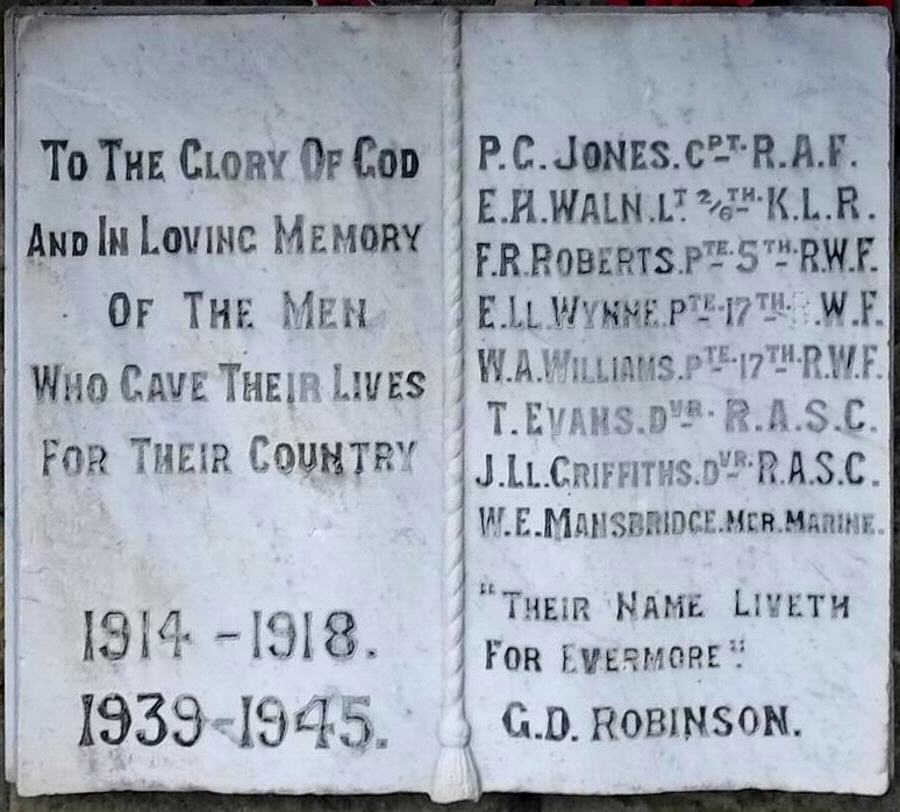 TO THE GLORY OF GOD
AND IN LOVING MEMORY
OF THE MEN
WHO GAVE THEIR LIVES
FOR THEIR COUNTRY
1914-1918.
1939-1945.
P.C. JONES. CPT. R.A.F.
E.H. WALN. LT. 2/6TH. K.L.R.
F.R. ROBERTS. PTE. 5TH. R.W.F.
E.LL. WYNNE. PTE. 17TH. R.W.F.
W.A. WILLIAMS. PTE. 17TH. R.W.F.
T. EVANS. DVR. R.A.S.C.
J.LL. GRIFFITHS. DVR. R.A.S.C.
W.E. MANSBRIDGE. MER. MARINE.
"THEIR NAME LIVETH
FOR EVERMORE".
G.D. ROBINSON.